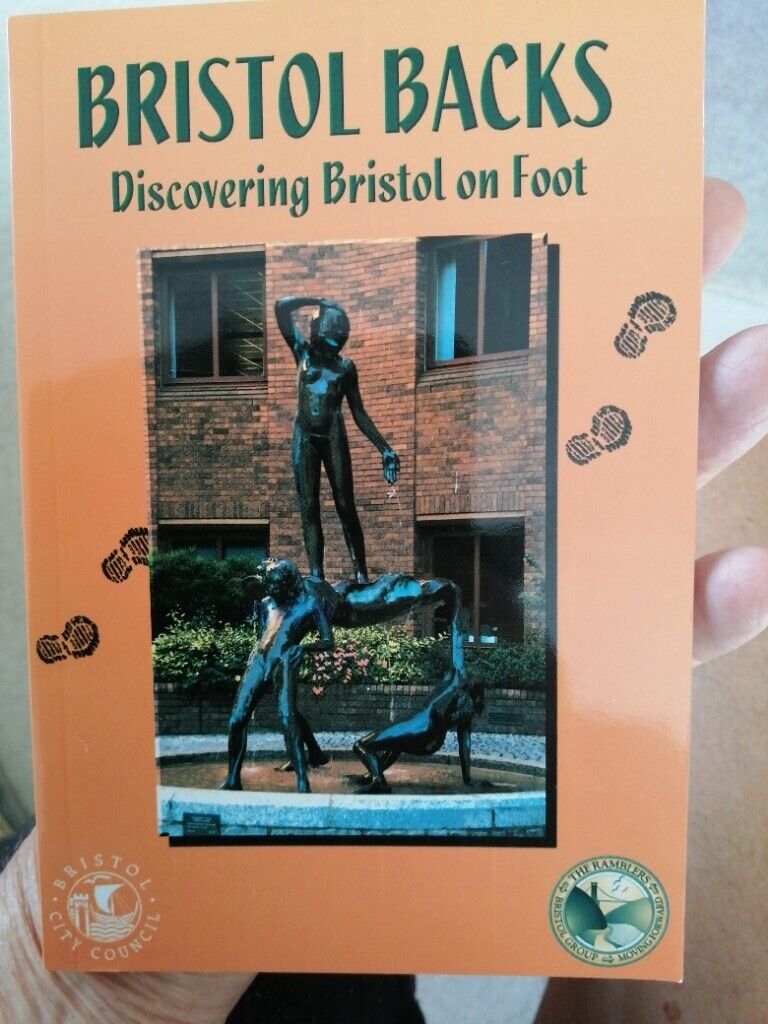 BRISTOL BACKS
Discovering Bristol on Foot
BRISTOL
CITY COUNCIL
THE RAMBLERS
BRISTOL GROUP ⇨ MOVING FORWARD